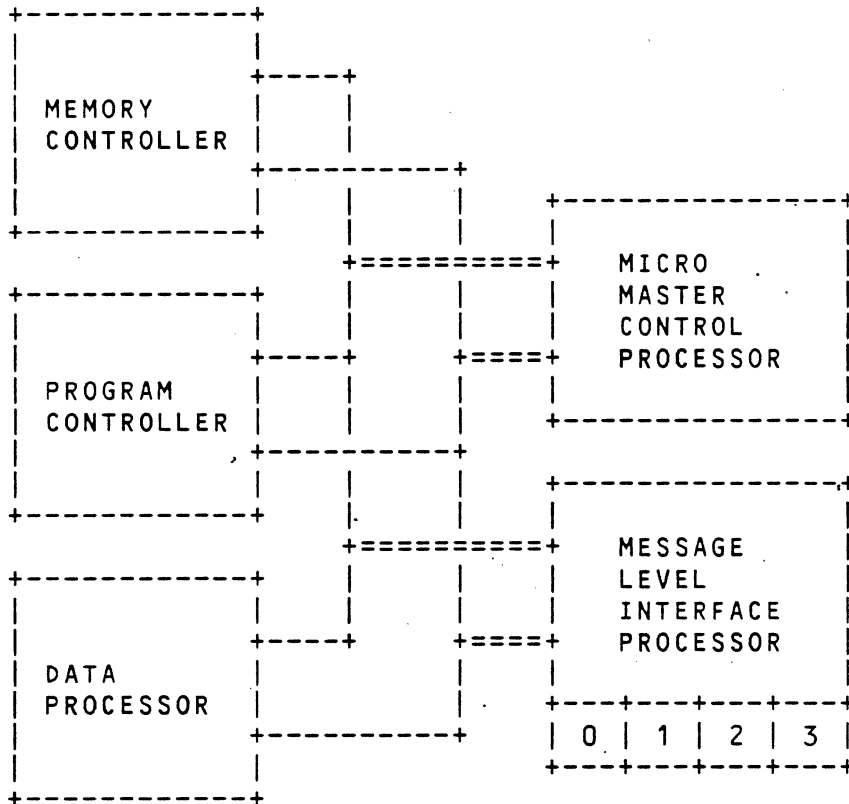 MEMORY
CONTROLLER
MICRO
MASTER
CONTROL
PROCESSOR
PROGRAM
CONTROLLER
MESSAGE
LEVEL
INTERFACE
PROCESSOR
DATA
PROCESSOR
0 1 2 3